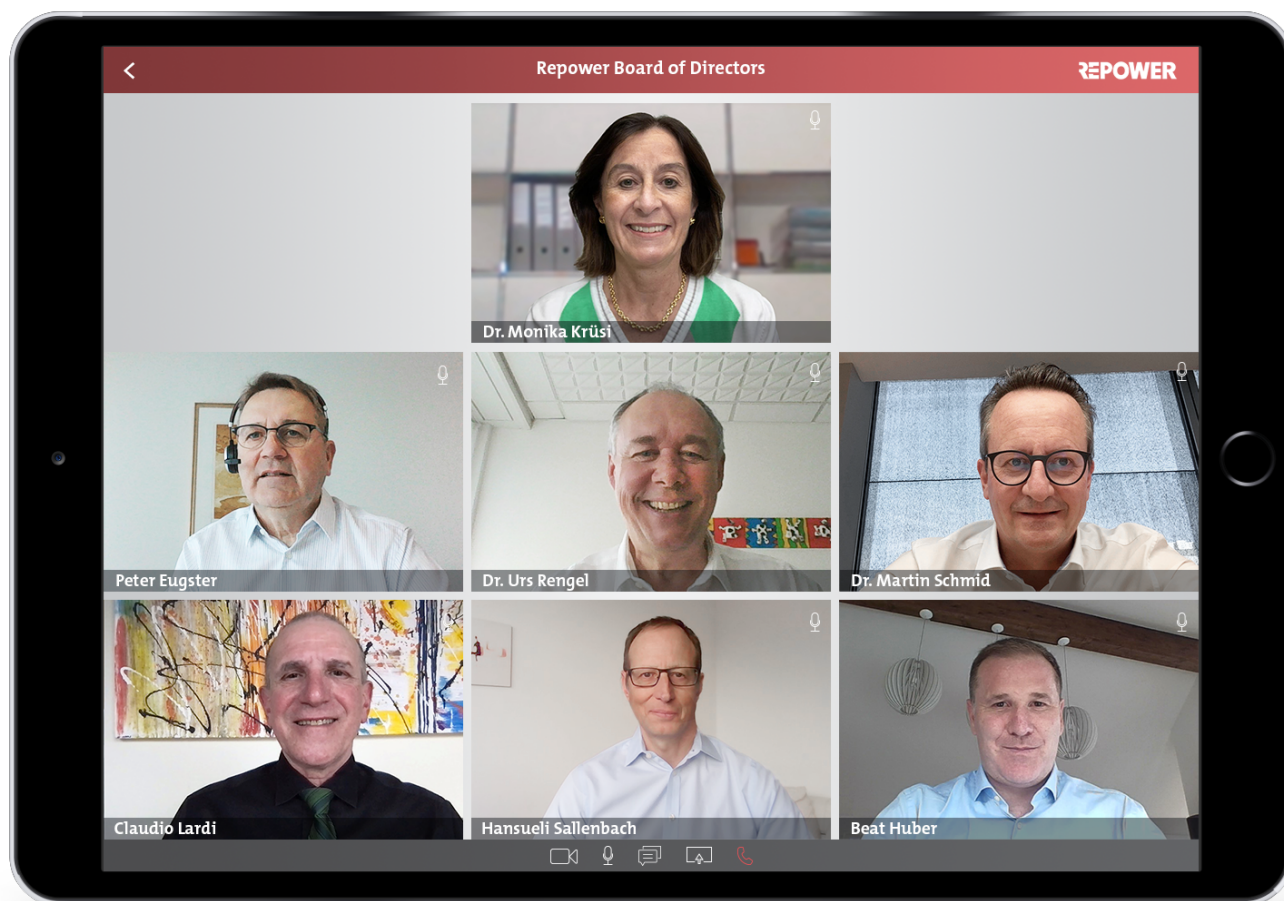 Repower Board of Directors
REPOWER
Dr. Monika Krüsi
Peter Eugster
Dr. Urs Rengel
Dr. Martin Schmid
Claudio Lardi
Hansueli Sallenbach
Beat Huber